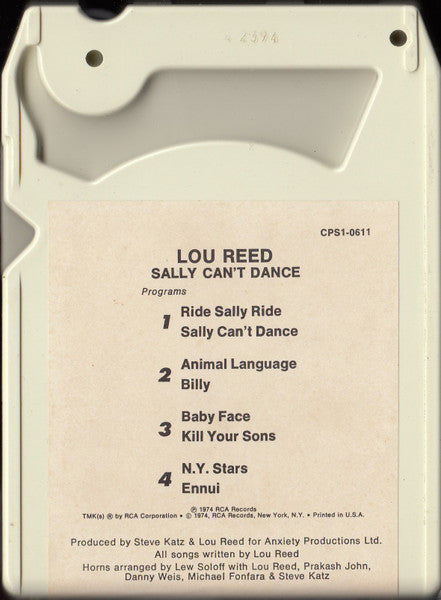 4394
CPS1-0611
LOU REED
SALLY CAN'T DANCE
Programs
1 Ride Sally Ride
Sally Can't Dance
2 Animal Language
Billy
3 Baby Face
Kill Your Sons
4 N.Y. Stars
Ennui
℗ 1974 RCA Records
TMK(s) ® by RCA Corporation • © 1974, RCA Records, New York, N.Y. • Printed in U.S.A.
Produced by Steve Katz & Lou Reed for Anxiety Productions Ltd.
All songs written by Lou Reed
Horns arranged by Lew Soloff with Lou Reed, Prakash John,
Danny Weis, Michael Fonfara & Steve Katz